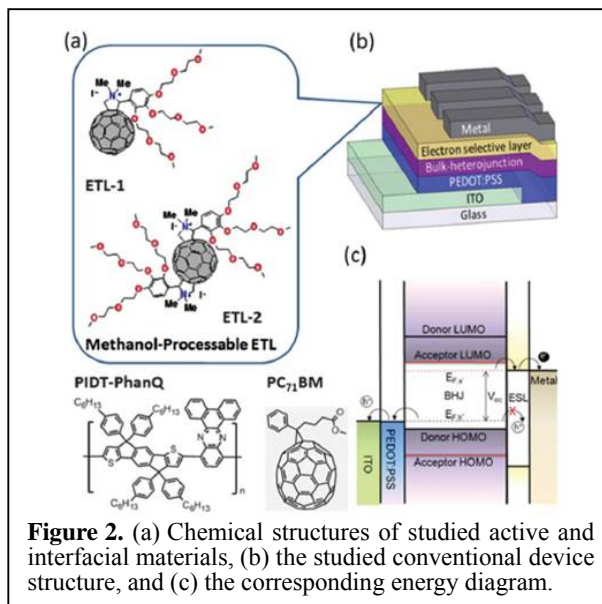 (a)
Me
Me
I⁻
N⁺
O O O
O O O
O O O
ETL-1
Me
Me
N⁺
I⁻
O O O
O O O
O O O
O O O
O O O
O O O
N⁺
I⁻
Me
Me
ETL-2
Methanol-Processable ETL
(b)
Metal
Electron selective layer
Bulk-heterojunction
PEDOT:PSS
ITO
Glass
(c)
Donor LUMO
Acceptor LUMO
e
Metal
E_F,e⁻
BHJ
V_oc
ESL
E_F,h⁺
h⁺
X
h⁺
Donor HOMO
Acceptor HOMO
ITO
PEDOT:PSS
PIDT-PhanQ
C₆H₁₃
C₆H₁₃
S
S
N
N
n
C₆H₁₃
C₆H₁₃
PC₇₁BM
O
O
Figure 2. (a) Chemical structures of studied active and
interfacial materials, (b) the studied conventional device
structure, and (c) the corresponding energy diagram.